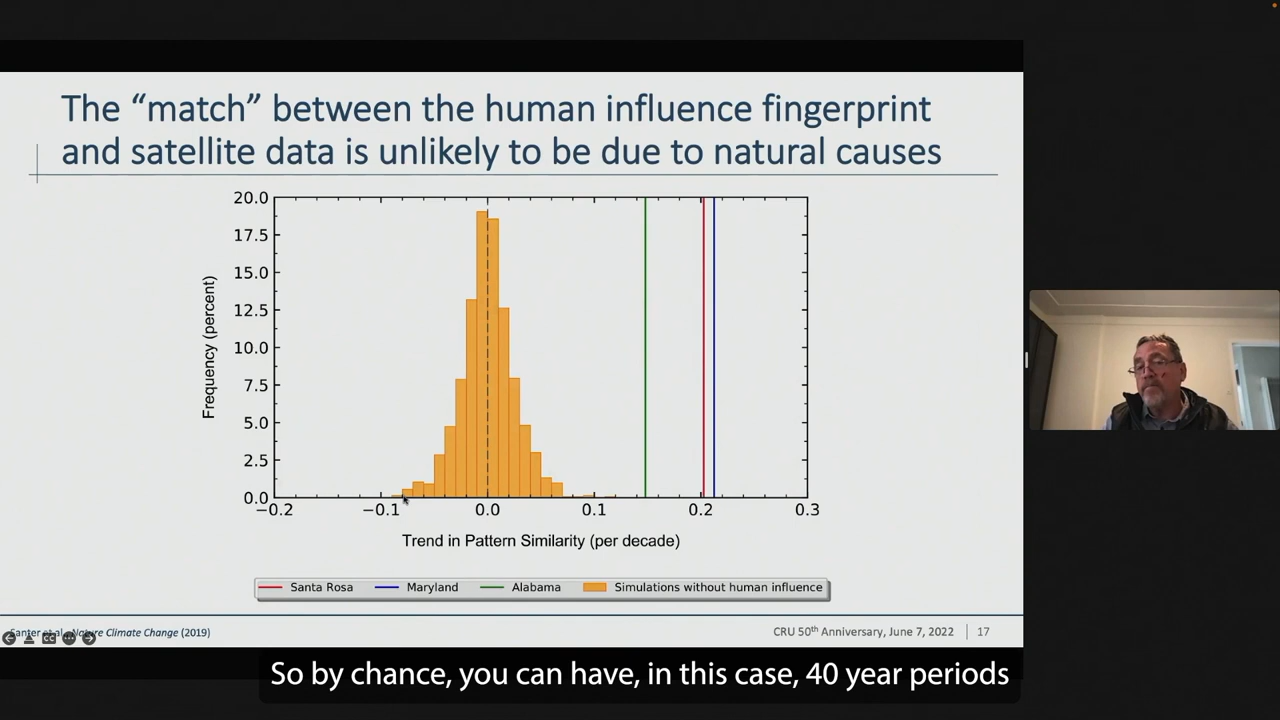 The “match” between the human influence fingerprint
and satellite data is unlikely to be due to natural causes
20.0
17.5
15.0
12.5
10.0
7.5
5.0
2.5
0.0
Frequency (percent)
−0.2 −0.1 0.0 0.1 0.2 0.3
Trend in Pattern Similarity (per decade)
Santa Rosa Maryland Alabama Simulations without human influence
Santer et al., Nature Climate Change (2019)
CC
CRU 50th Anniversary, June 7, 2022 17
So by chance, you can have, in this case, 40 year periods